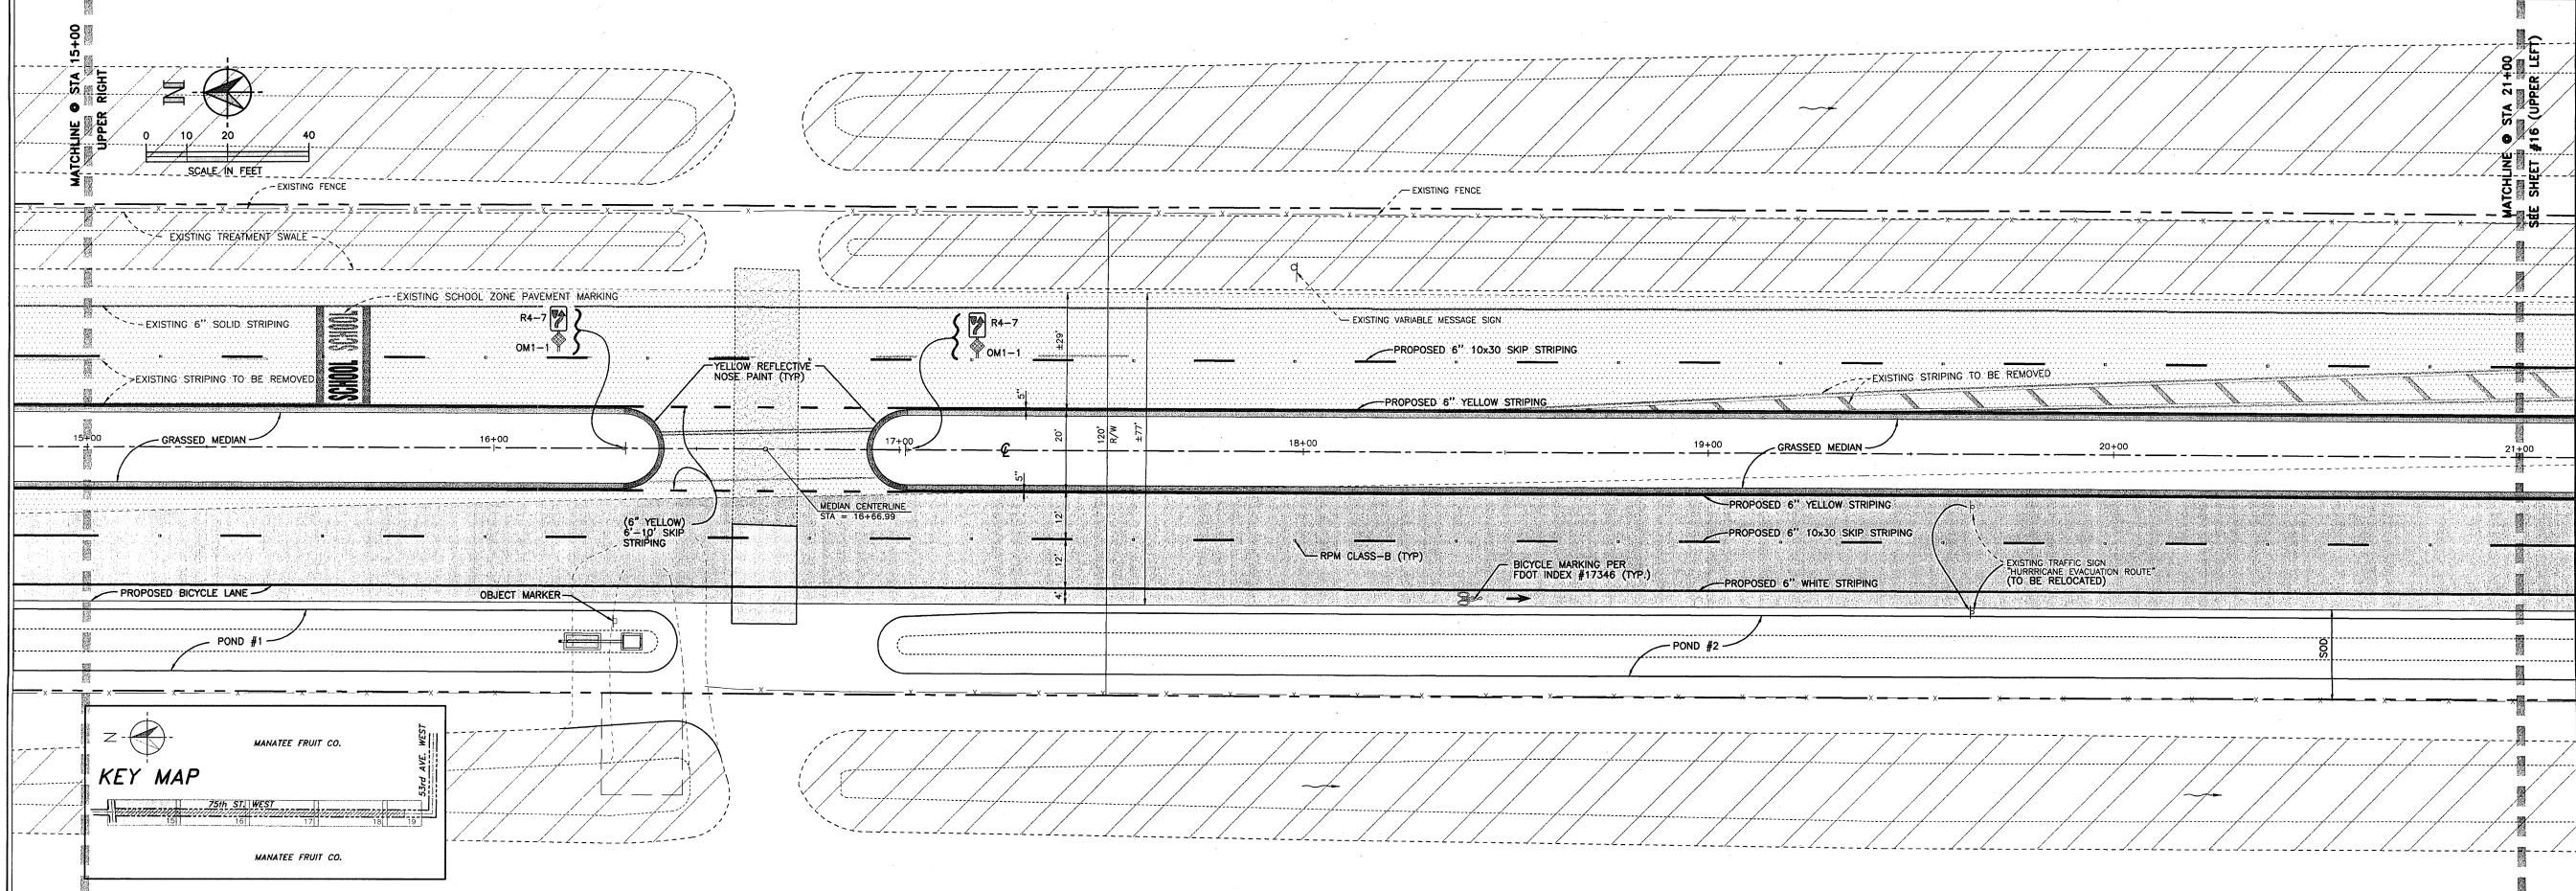 MATCHLINE @ STA 15+00
UPPER RIGHT
N
0 10 20 40
SCALE IN FEET
EXISTING FENCE
EXISTING TREATMENT SWALE
EXISTING SCHOOL ZONE PAVEMENT MARKING
EXISTING 6" SOLID STRIPING
SCHOOL SCHOOL
EXISTING STRIPING TO BE REMOVED
R4-7
OM1-1
R4-7
OM1-1
YELLOW REFLECTIVE
NOSE PAINT (TYP)
EXISTING FENCE
EXISTING VARIABLE MESSAGE SIGN
PROPOSED 6" 10x30 SKIP STRIPING
EXISTING STRIPING TO BE REMOVED
PROPOSED 6" YELLOW STRIPING
MATCHLINE @ STA 21+00
SEE SHEET #16 (UPPER LEFT)
15+00
GRASSED MEDIAN
16+00
17+00
18+00
19+00
GRASSED MEDIAN
20+00
21+00
±29'
5"
20'
120'
R/W
±77'
5"
12'
12'
4'
MEDIAN CENTERLINE
STA = 16+66.99
(6" YELLOW)
6'-10' SKIP
STRIPING
PROPOSED 6" YELLOW STRIPING
PROPOSED 6" 10x30 SKIP STRIPING
RPM CLASS-B (TYP)
BICYCLE MARKING PER
FDOT INDEX #17346 (TYP.)
PROPOSED 6" WHITE STRIPING
EXISTING TRAFFIC SIGN
"HURRRICANE EVACUATION ROUTE"
(TO BE RELOCATED)
PROPOSED BICYCLE LANE
OBJECT MARKER
POND #1
POND #2
SOD
N
MANATEE FRUIT CO.
53rd AVE. WEST
KEY MAP
75th ST. WEST
15 16 17 18 19
MANATEE FRUIT CO.